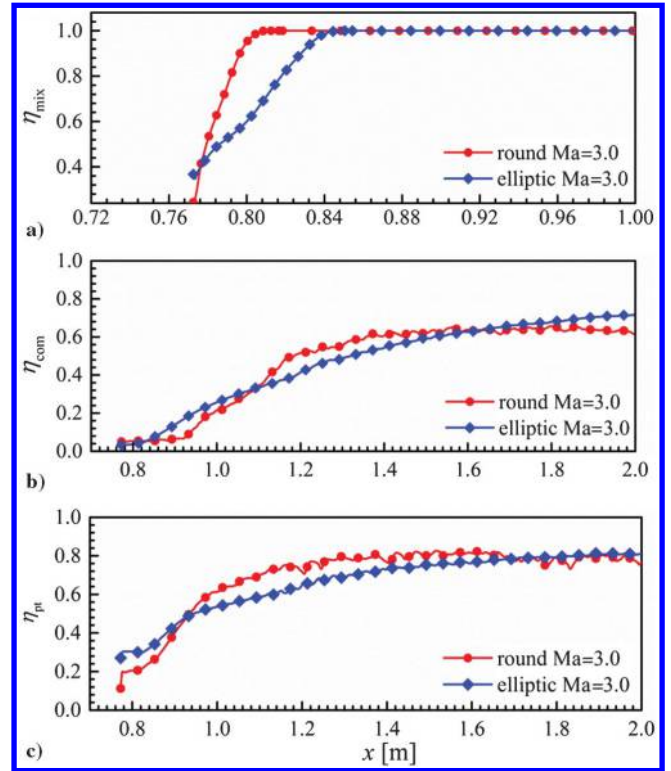 1.0
0.8
η_mix
0.6
0.4
round Ma=3.0
elliptic Ma=3.0
0.72 0.76 0.80 0.84 0.88 0.92 0.96 1.00
a)
1.0
0.8
0.6
η_com
0.4
0.2
0.0
round Ma=3.0
elliptic Ma=3.0
0.8 1.0 1.2 1.4 1.6 1.8 2.0
b)
1.0
0.8
0.6
η_pt
0.4
0.2
0.0
round Ma=3.0
elliptic Ma=3.0
0.8 1.0 1.2 1.4 1.6 1.8 2.0
c)
x [m]